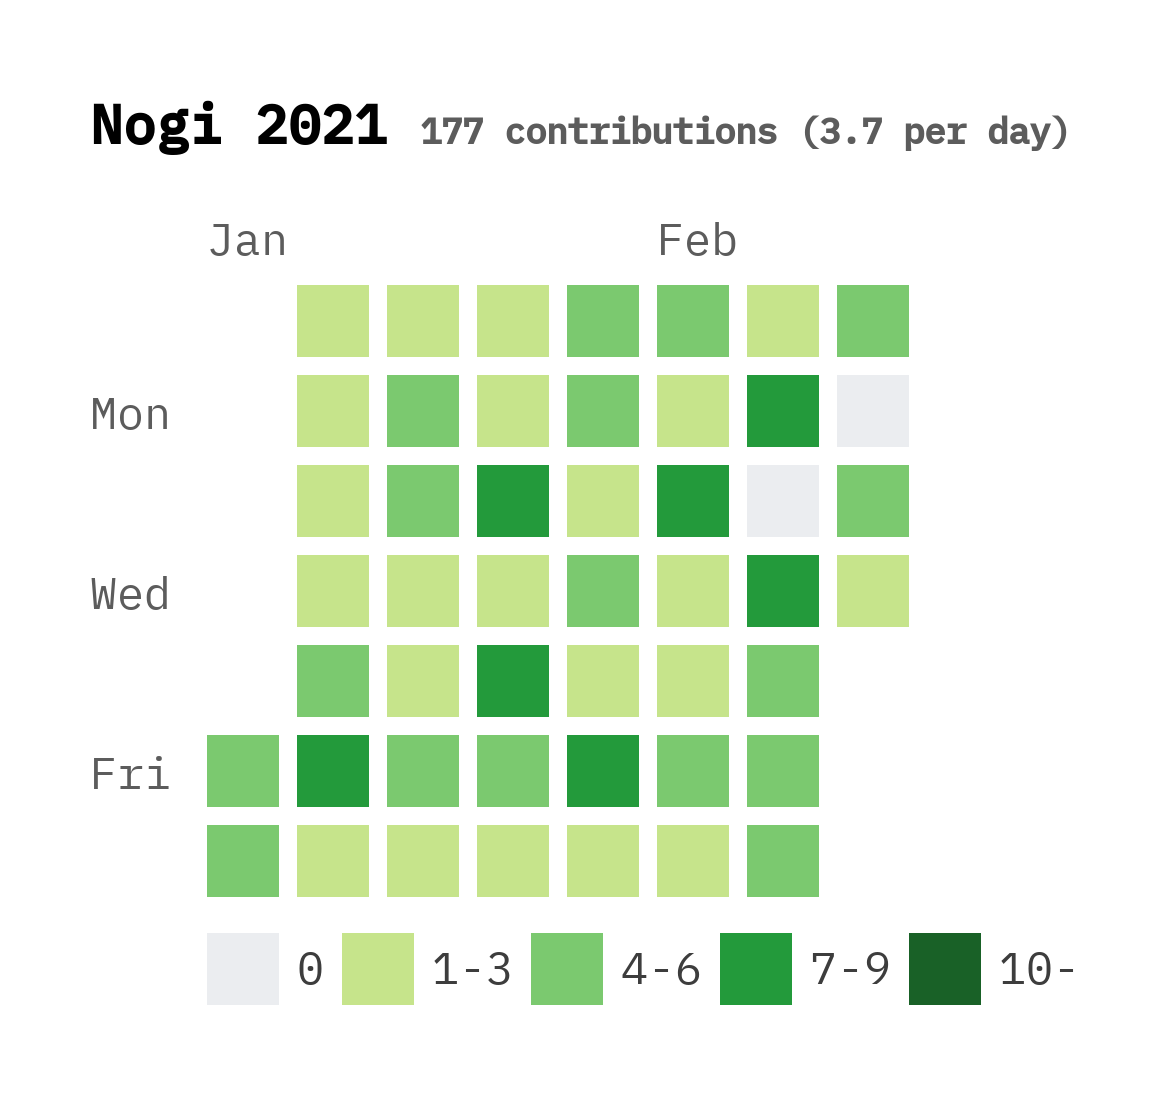 Nogi 2021 177 contributions (3.7 per day)
Jan Feb
Mon
Wed
Fri
0 1-3 4-6 7-9 10-